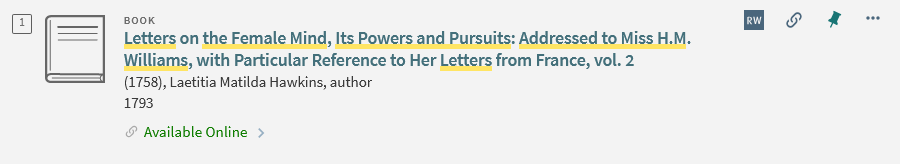 1
BOOK
RW
Letters on the Female Mind, Its Powers and Pursuits: Addressed to Miss H.M.
Williams, with Particular Reference to Her Letters from France, vol. 2
(1758), Laetitia Matilda Hawkins, author
1793
Available Online